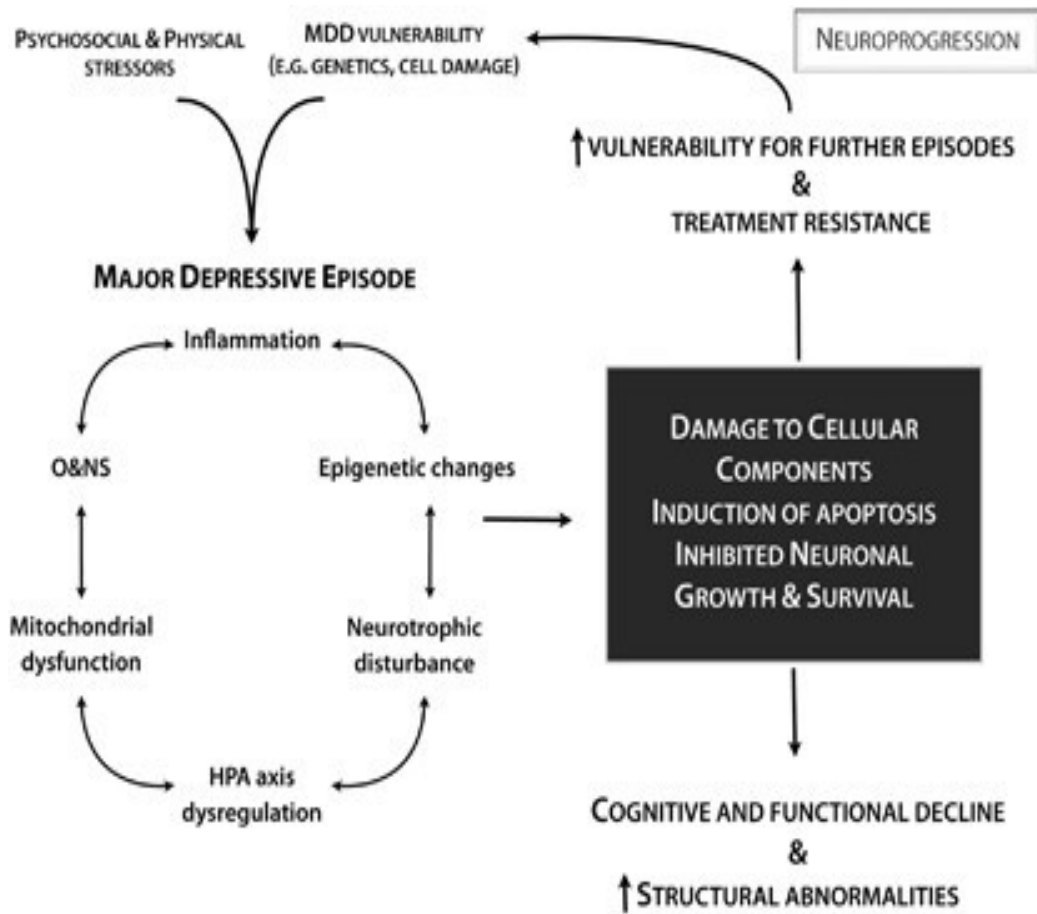 PSYCHOSOCIAL & PHYSICAL
STRESSORS
MDD VULNERABILITY
(E.G. GENETICS, CELL DAMAGE)
NEUROPROGRESSION
↑VULNERABILITY FOR FURTHER EPISODES
&
TREATMENT RESISTANCE
MAJOR DEPRESSIVE EPISODE
Inflammation
O&NS
Epigenetic changes
Mitochondrial
dysfunction
Neurotrophic
disturbance
HPA axis
dysregulation
DAMAGE TO CELLULAR
COMPONENTS
INDUCTION OF APOPTOSIS
INHIBITED NEURONAL
GROWTH & SURVIVAL
COGNITIVE AND FUNCTIONAL DECLINE
&
↑STRUCTURAL ABNORMALITIES